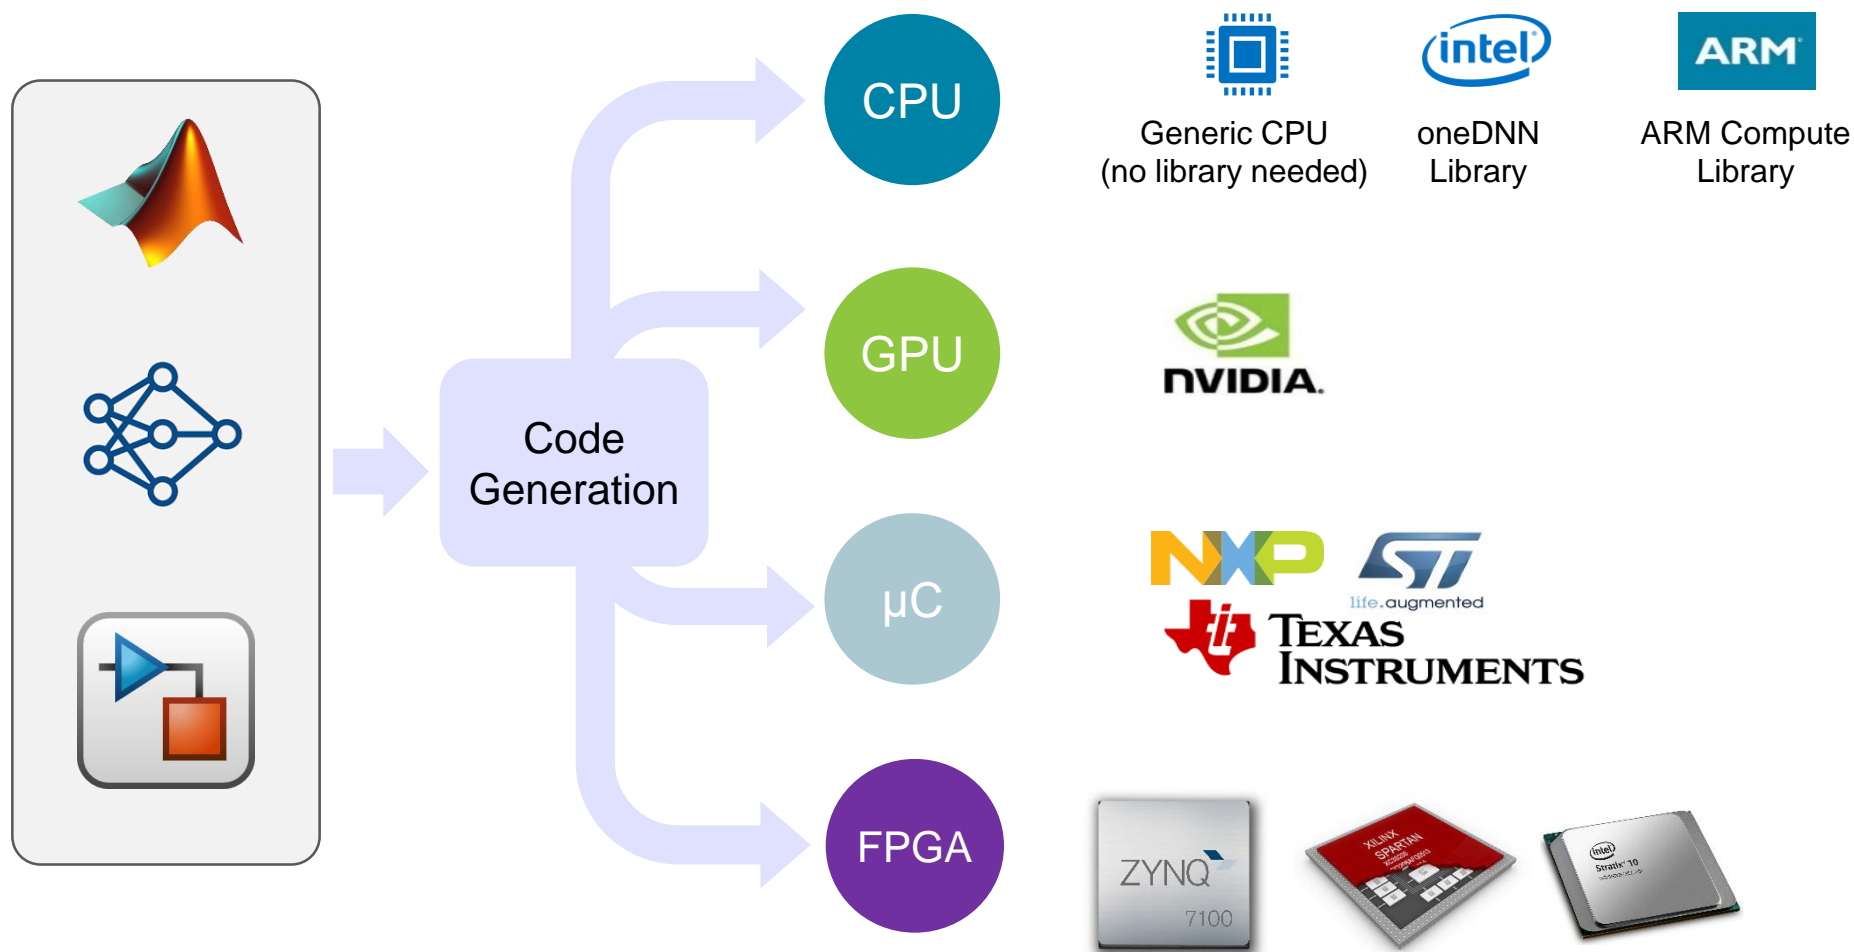 CPU
intel
ARM
Generic CPU
(no library needed)
oneDNN
Library
ARM Compute
Library
GPU
NVIDIA.
Code
Generation
µC
NXP
ST
life.augmented
TEXAS
INSTRUMENTS
FPGA
ZYNQ
7100
XILINX
SPARTAN
intel
Stratix 10